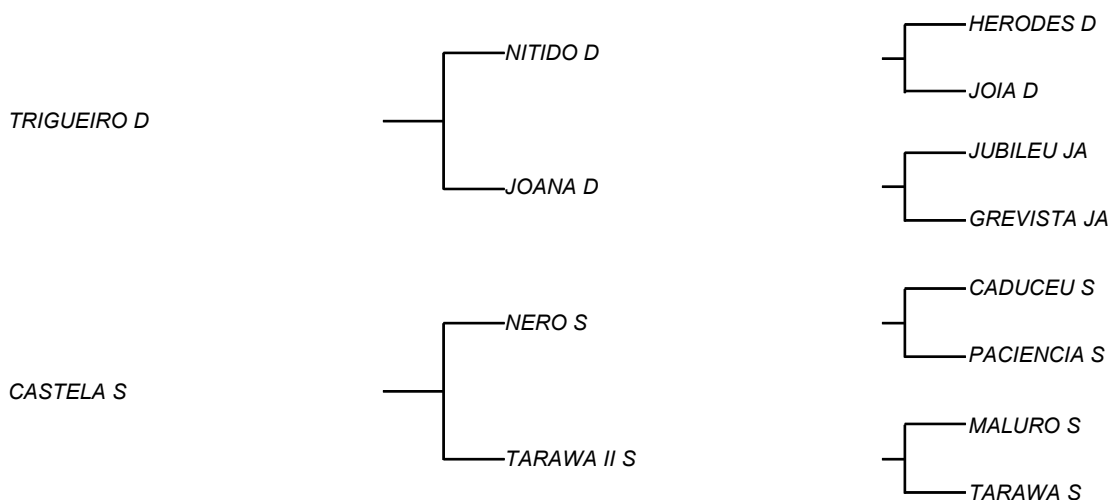 HERODES D
NITIDO D
JOIA D
TRIGUEIRO D
JUBILEU JA
JOANA D
GREVISTA JA
CADUCEU S
NERO S
PACIENCIA S
CASTELA S
MALURO S
TARAWA II S
TARAWA S